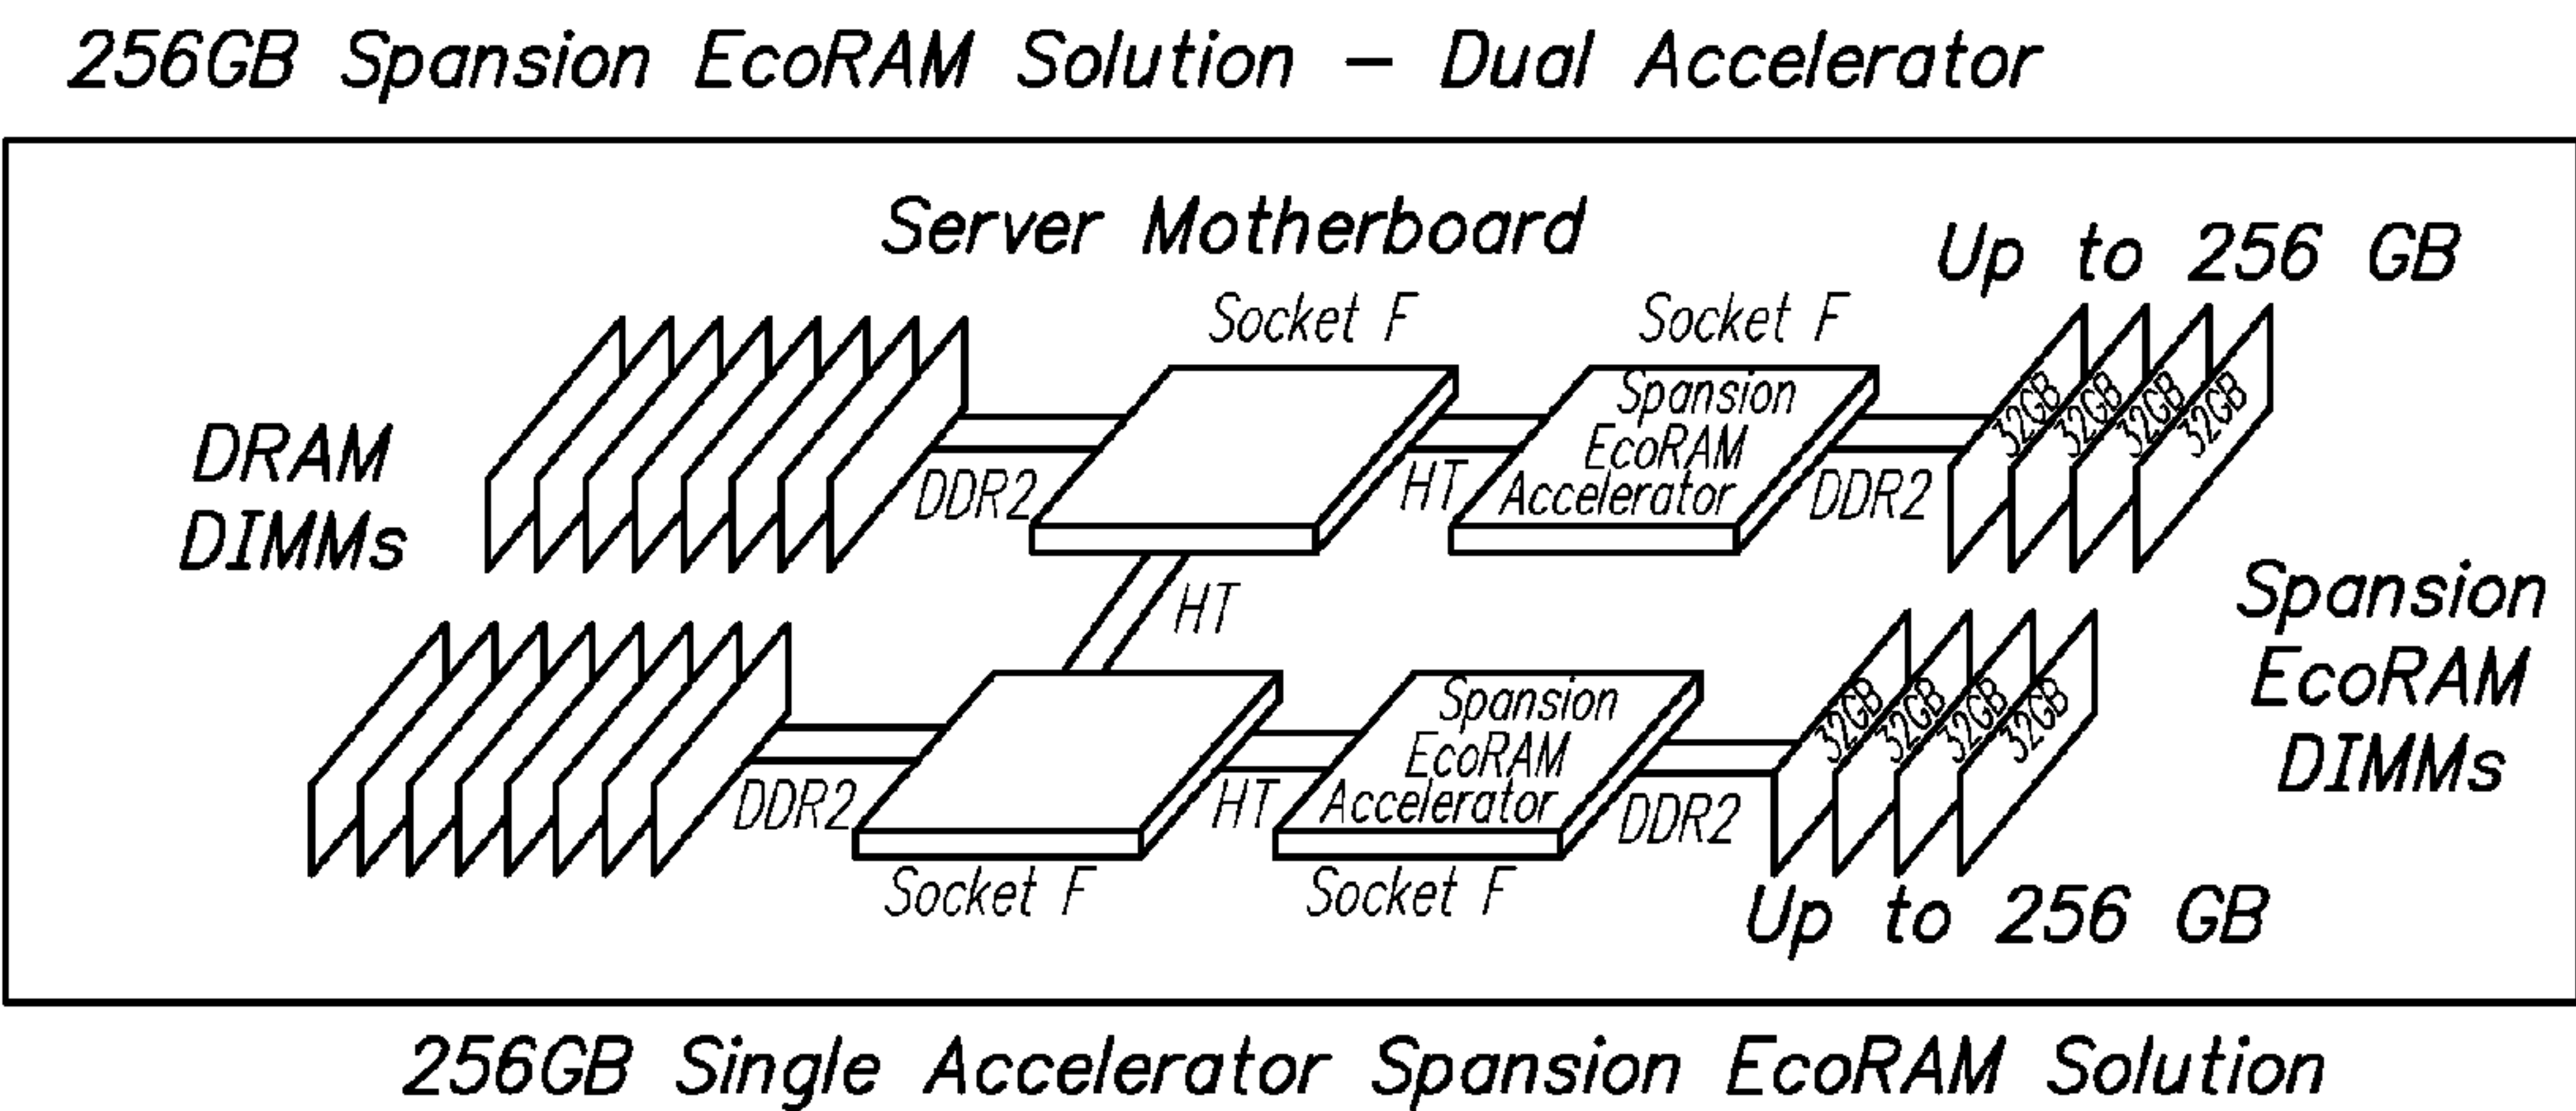 256GB Spansion EcoRAM Solution – Dual Accelerator
Server Motherboard
Up to 256 GB
Socket F
Socket F
DRAM
DIMMs
DDR2
HT
Spansion
EcoRAM
Accelerator
DDR2
32GB
32GB
32GB
32GB
HT
Spansion
EcoRAM
DIMMs
DDR2
HT
Spansion
EcoRAM
Accelerator
DDR2
32GB
32GB
32GB
32GB
Socket F
Socket F
Up to 256 GB
256GB Single Accelerator Spansion EcoRAM Solution